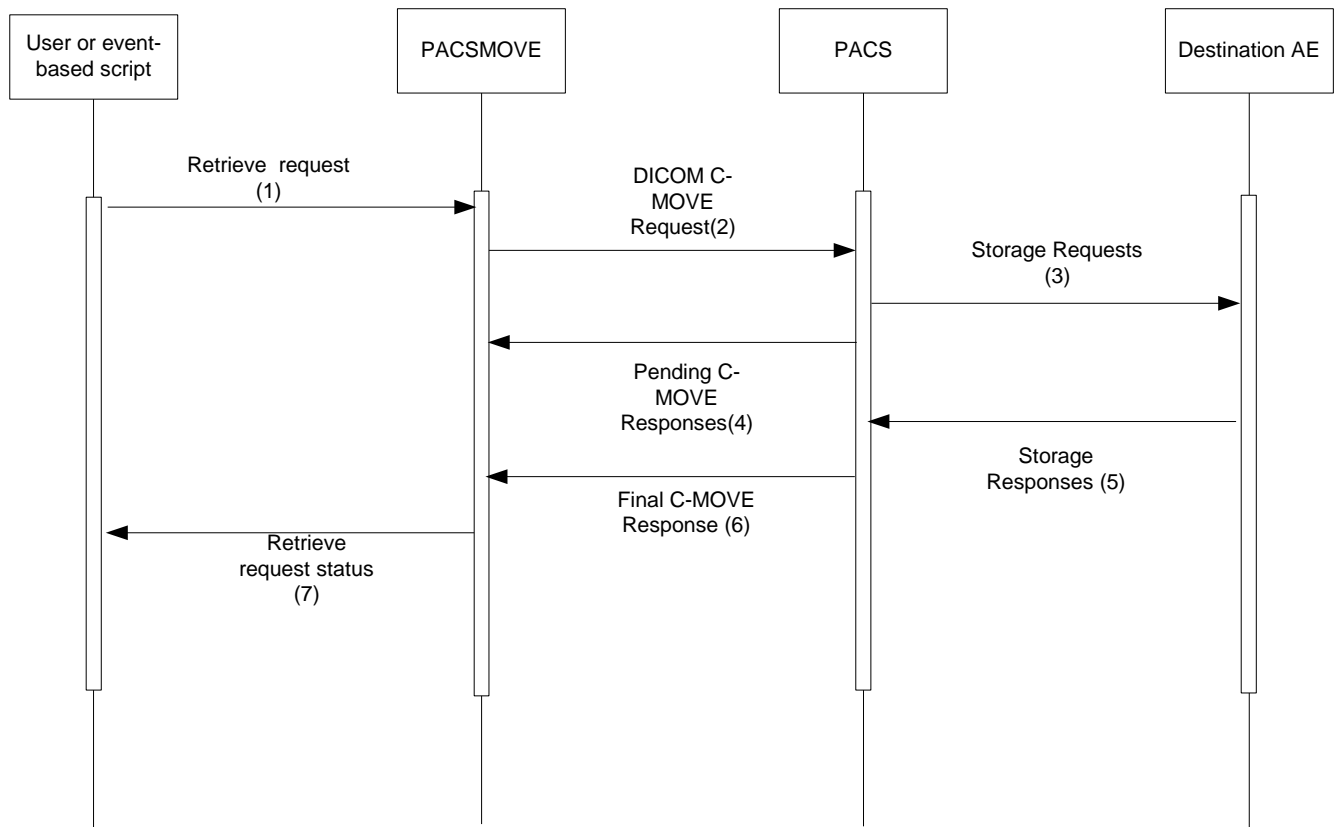 User or event-
based script
PACSMOVE
PACS
Destination AE
Retrieve request
(1)
DICOM C-
MOVE
Request(2)
Storage Requests
(3)
Pending C-
MOVE
Responses(4)
Storage
Responses (5)
Final C-MOVE
Response (6)
Retrieve
request status
(7)